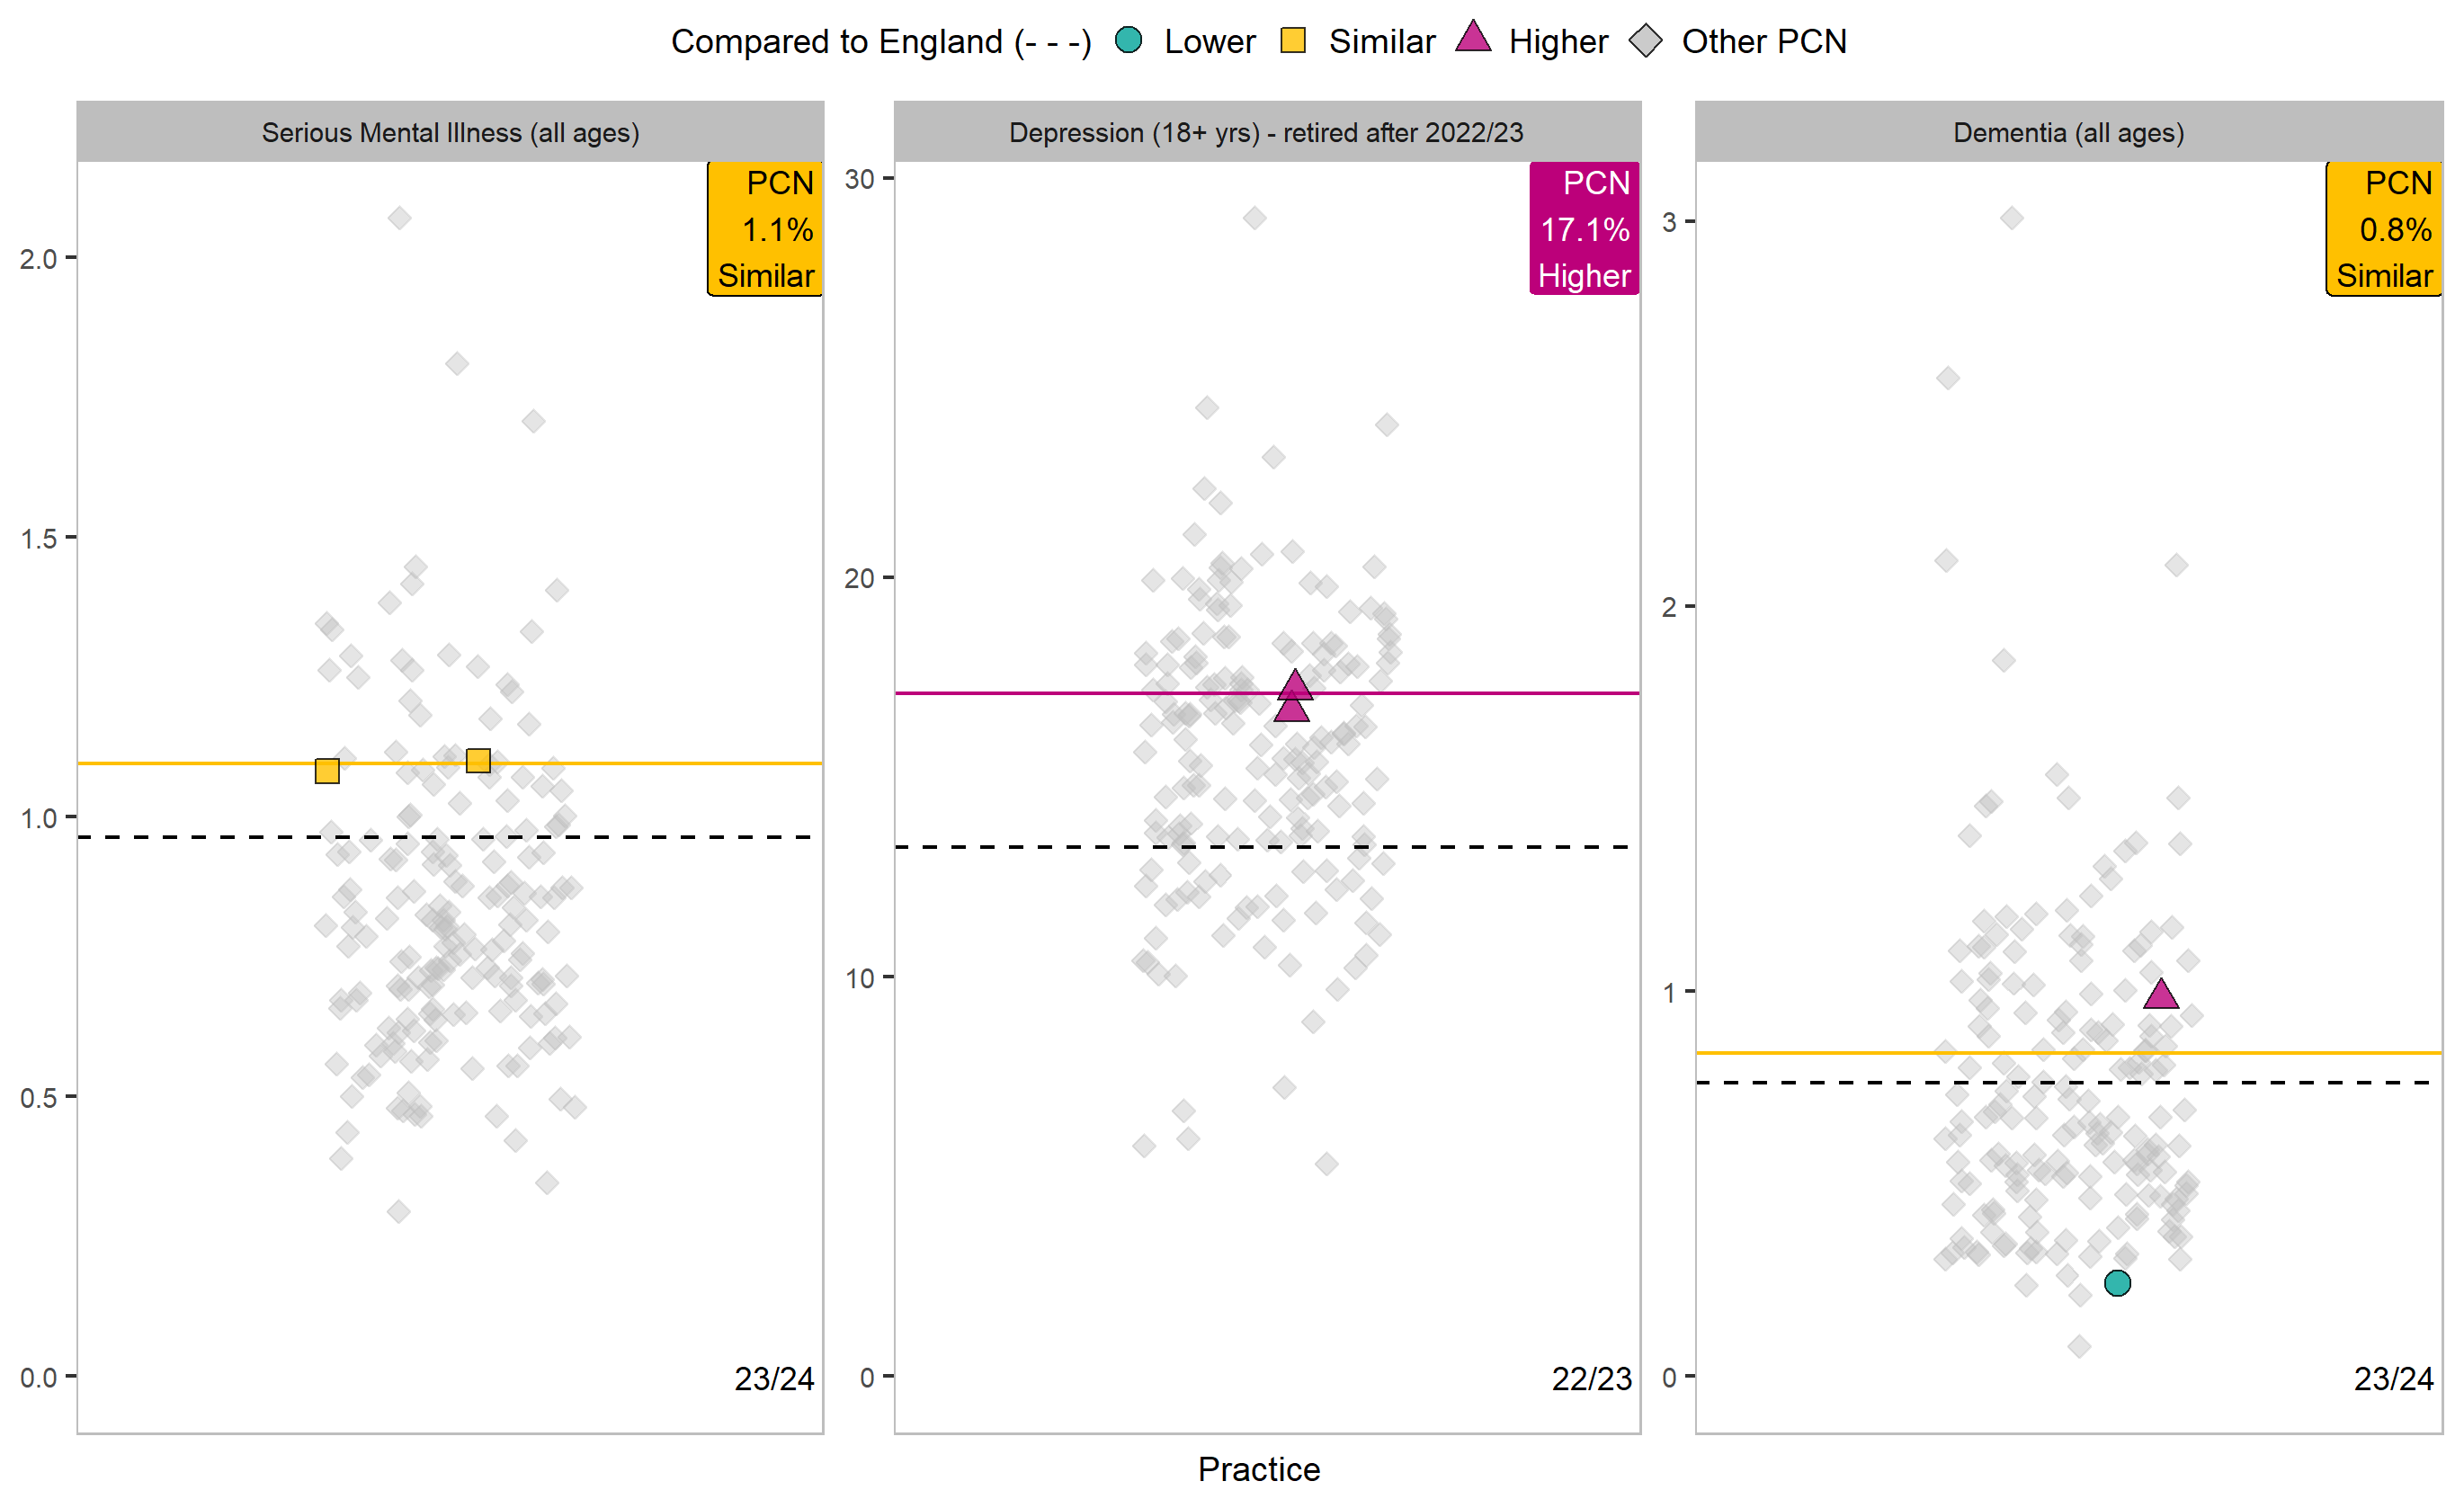 Compared to England (- - -) Lower Similar Higher Other PCN
Serious Mental Illness (all ages)
PCN
1.1%
Similar
2.0
1.5
1.0
0.5
0.0
23/24
Depression (18+ yrs) - retired after 2022/23
PCN
17.1%
Higher
30
20
10
0
22/23
Dementia (all ages)
PCN
0.8%
Similar
3
2
1
0
23/24
Practice